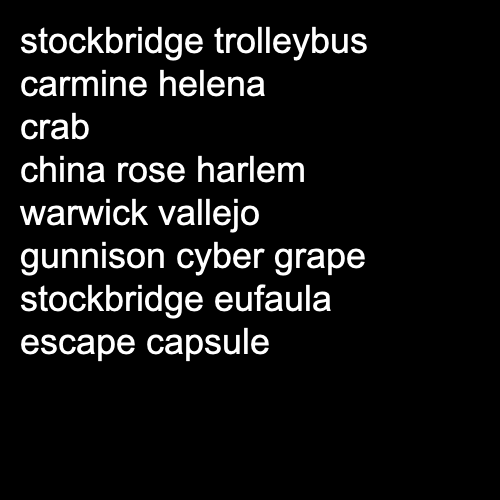 stockbridge trolleybus
carmine helena
crab
china rose harlem
warwick vallejo
gunnison cyber grape
stockbridge eufaula
escape capsule